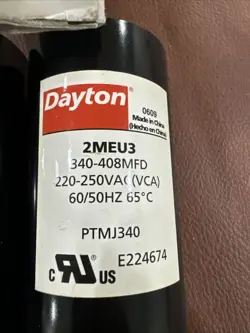 Dayton
0609
Made in China
(Hecho en China)
2MEU3
340-408MFD
220-250VAC(VCA)
60/50HZ 65°C
PTMJ340
c RU US
E224674